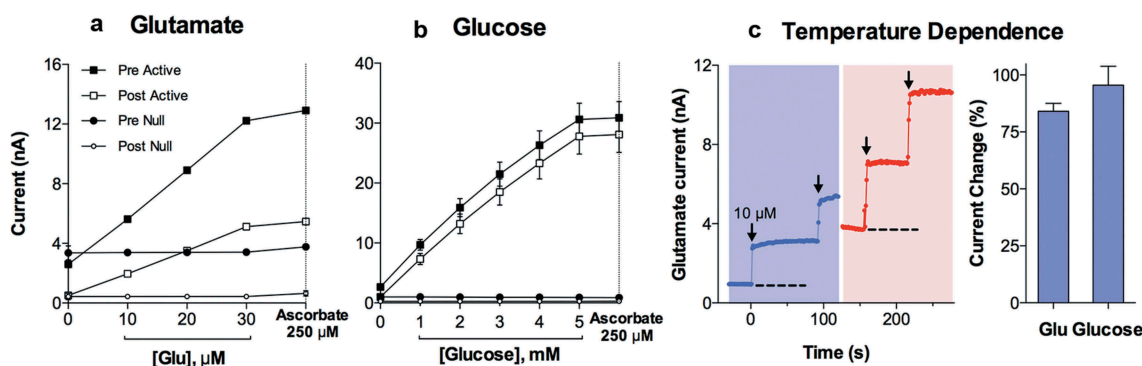 a Glutamate
Pre Active
Post Active
Pre Null
Post Null
Current (nA)
16
12
8
4
0
0 10 20 30
Ascorbate
250 µM
[Glu], µM
b Glucose
40
30
20
10
0
0 1 2 3 4 5
Ascorbate
250 µM
[Glucose], mM
c Temperature Dependence
Glutamate current (nA)
12
8
4
0
10 µM
0 100 200
Time (s)
Current Change (%)
100
75
50
25
0
Glu Glucose